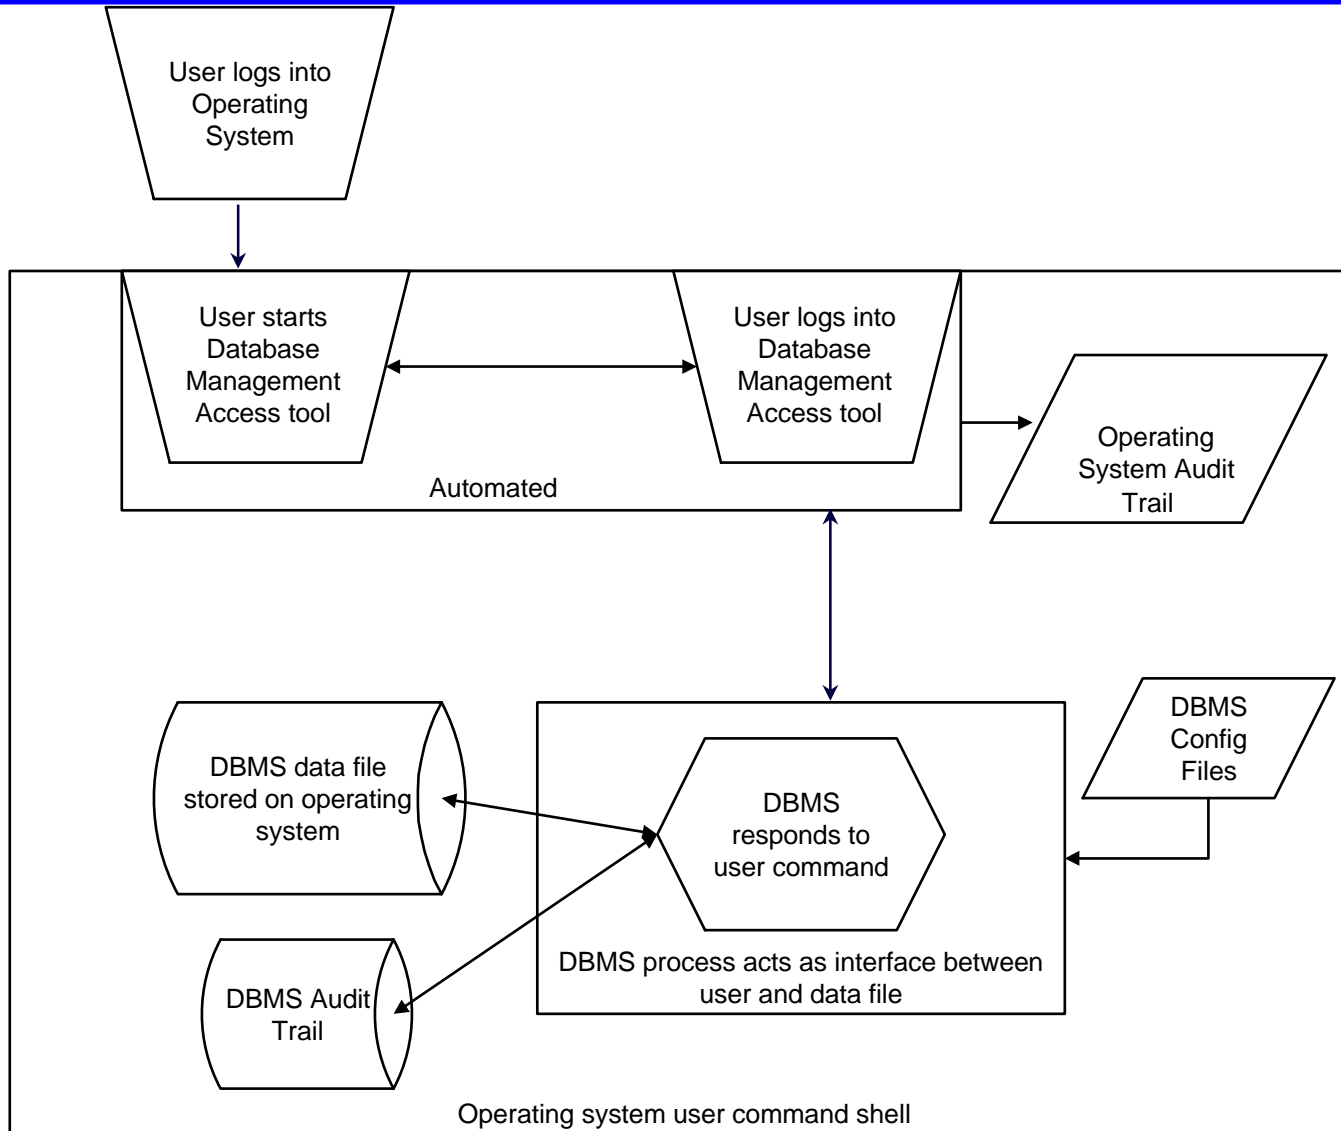 User logs into
Operating
System
User starts
Database
Management
Access tool
User logs into
Database
Management
Access tool
Automated
Operating
System Audit
Trail
DBMS data file
stored on operating
system
DBMS
responds to
user command
DBMS
Config
Files
DBMS process acts as interface between
user and data file
DBMS Audit
Trail
Operating system user command shell